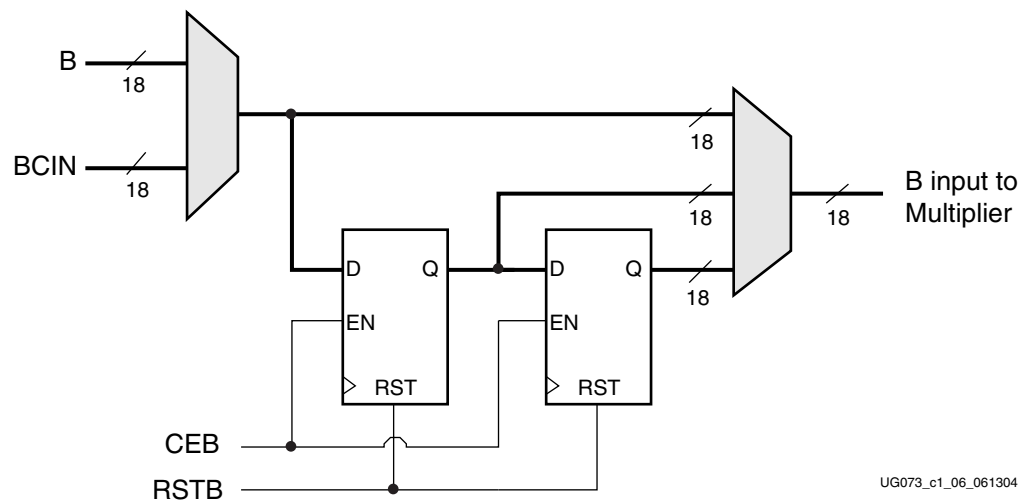 B
18
BCIN
18
18
18
18
18
B input to
Multiplier
D
Q
EN
RST
D
Q
EN
RST
CEB
RSTB
UG073_c1_06_061304